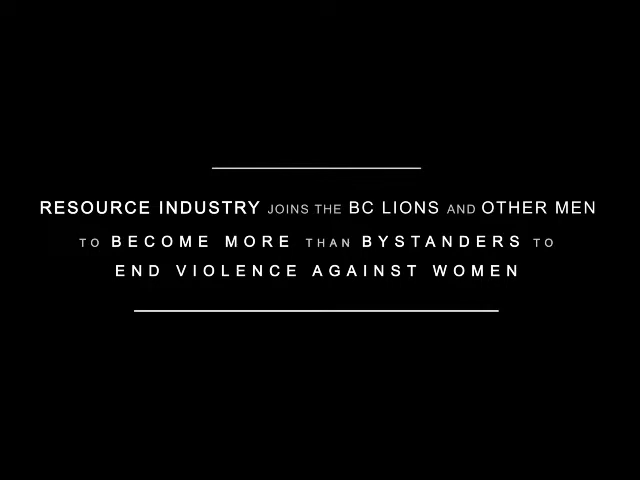 RESOURCE INDUSTRY JOINS THE BC LIONS AND OTHER MEN
TO BECOME MORE THAN BYSTANDERS TO
END VIOLENCE AGAINST WOMEN